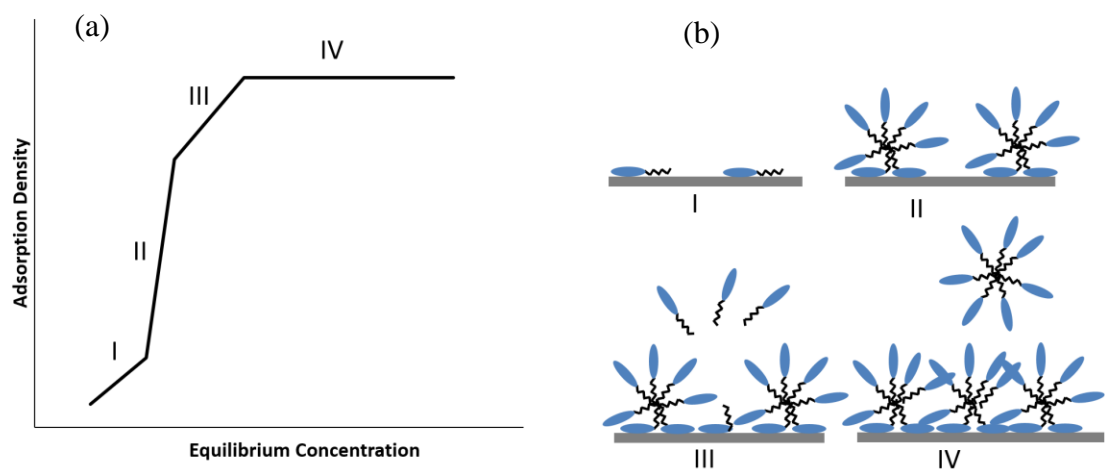 (a)
IV
III
II
I
Adsorption Density
Equilibrium Concentration
(b)
I
II
III
IV